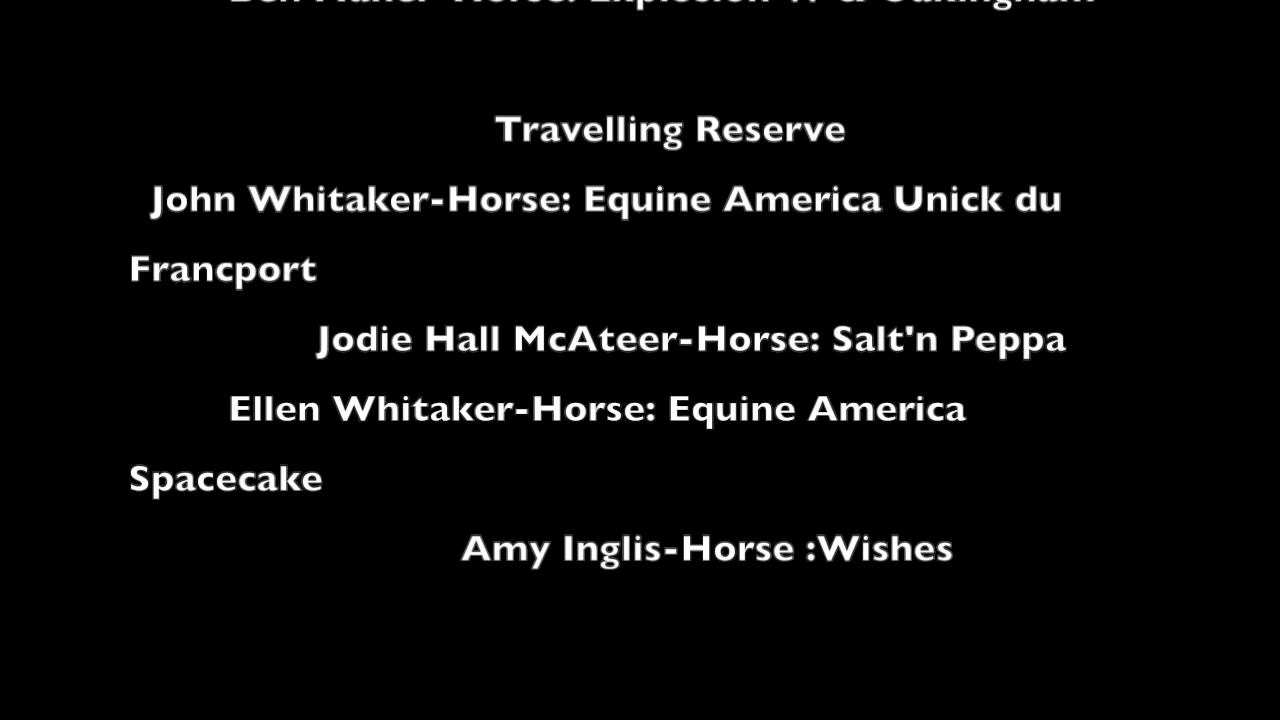 Ben Maher-Horse: Explosion W &
Travelling Reserve
John Whitaker-Horse: Equine America Unick du
Francport
Jodie Hall McAteer-Horse: Salt'n Peppa
Ellen Whitaker-Horse: Equine America
Spacecake
Amy Inglis-Horse :Wishes